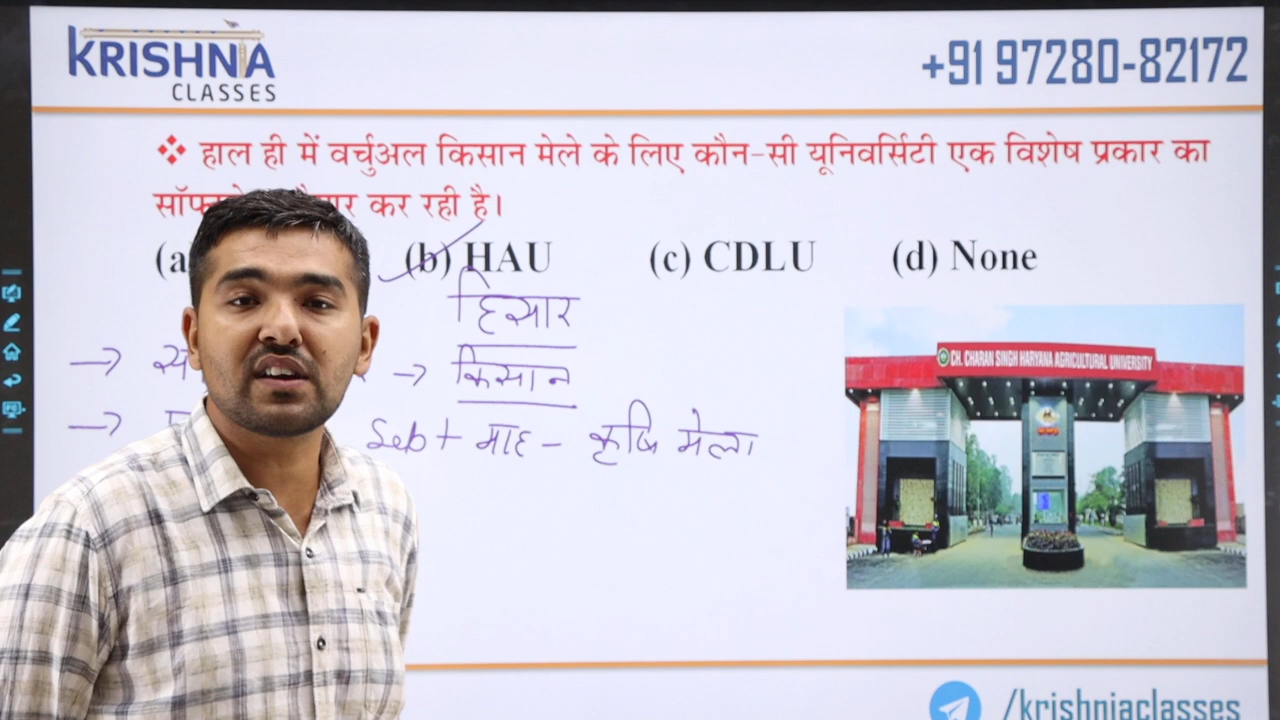 KRISHNIA
CLASSES
+91 97280-82172
❖ हाल ही में वर्चुअल किसान मेले के लिए कौन-सी यूनिवर्सिटी एक विशेष प्रकार का
कर रही है।
(a (b) HAU (c) CDLU (d) None
हिसार
→ → किसान
→ Sebt माह - कृषि मेला
CH. CHARAN SINGH HARYANA AGRICULTURAL UNIVERSITY
/krishniaclasses